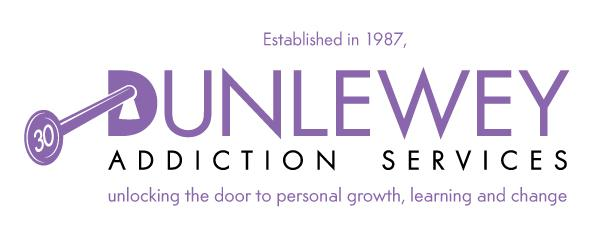 Established in 1987,
DUNLEWEY
30
ADDICTION SERVICES
unlocking the door to personal growth, learning and change